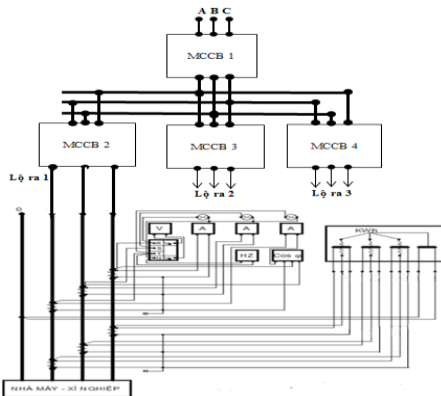 A B C
MCCB 1
MCCB 2
MCCB 3
MCCB 4
Lộ ra 1
Lộ ra 2
Lộ ra 3
O
V
A
A
A
HZ
Cos φ
KWh
NHÀ MÁY - XÍ NGHIỆP